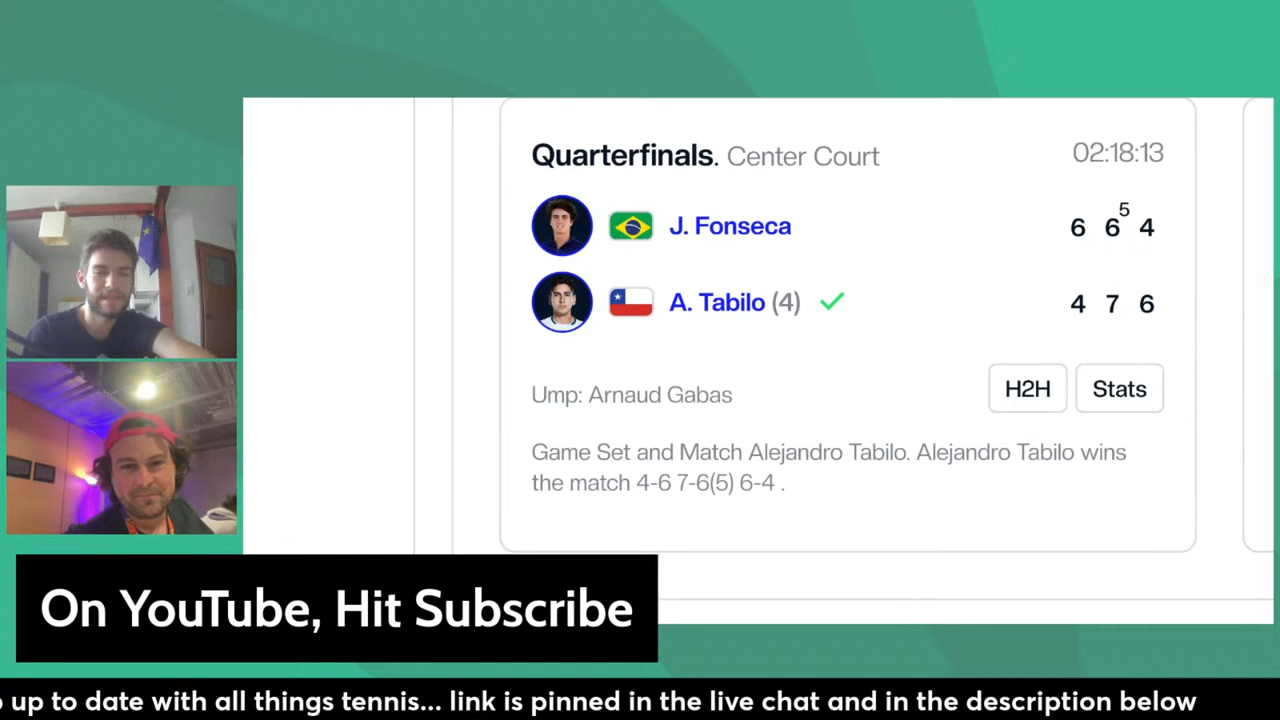 Quarterfinals. Center Court 02:18:13
J. Fonseca 6 6⁵ 4
A. Tabilo (4) 4 7 6
Ump: Arnaud Gabas H2H Stats
Game Set and Match Alejandro Tabilo. Alejandro Tabilo wins
the match 4-6 7-6(5) 6-4 .
On YouTube, Hit Subscribe
up to date with all things tennis... link is pinned in the live chat and in the description below